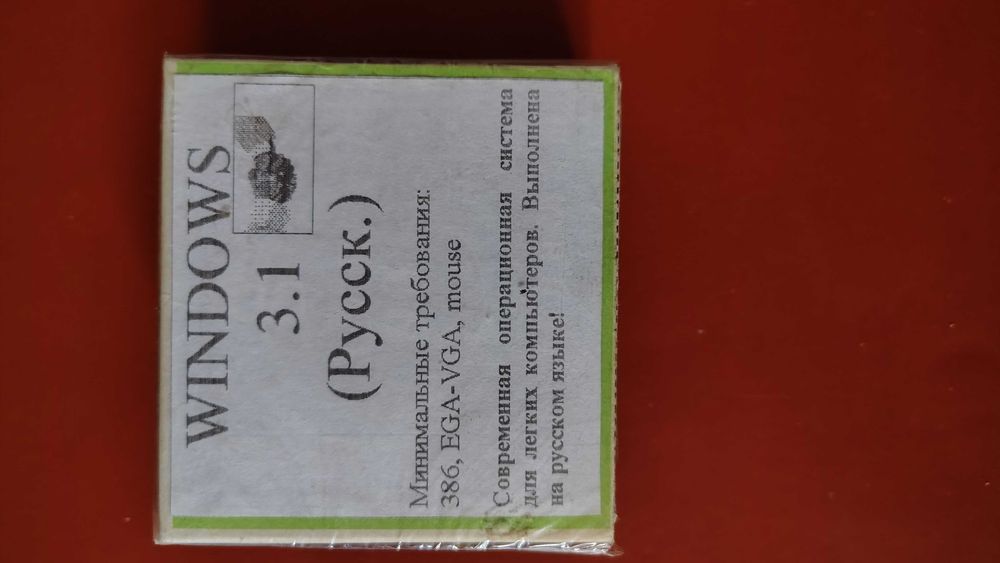 WINDOWS
3.1
(Русск.)
Минимальные требования:
386, EGA-VGA, mouse
Современная операционная система
для легких компьютеров. Выполнена
на русском языке!